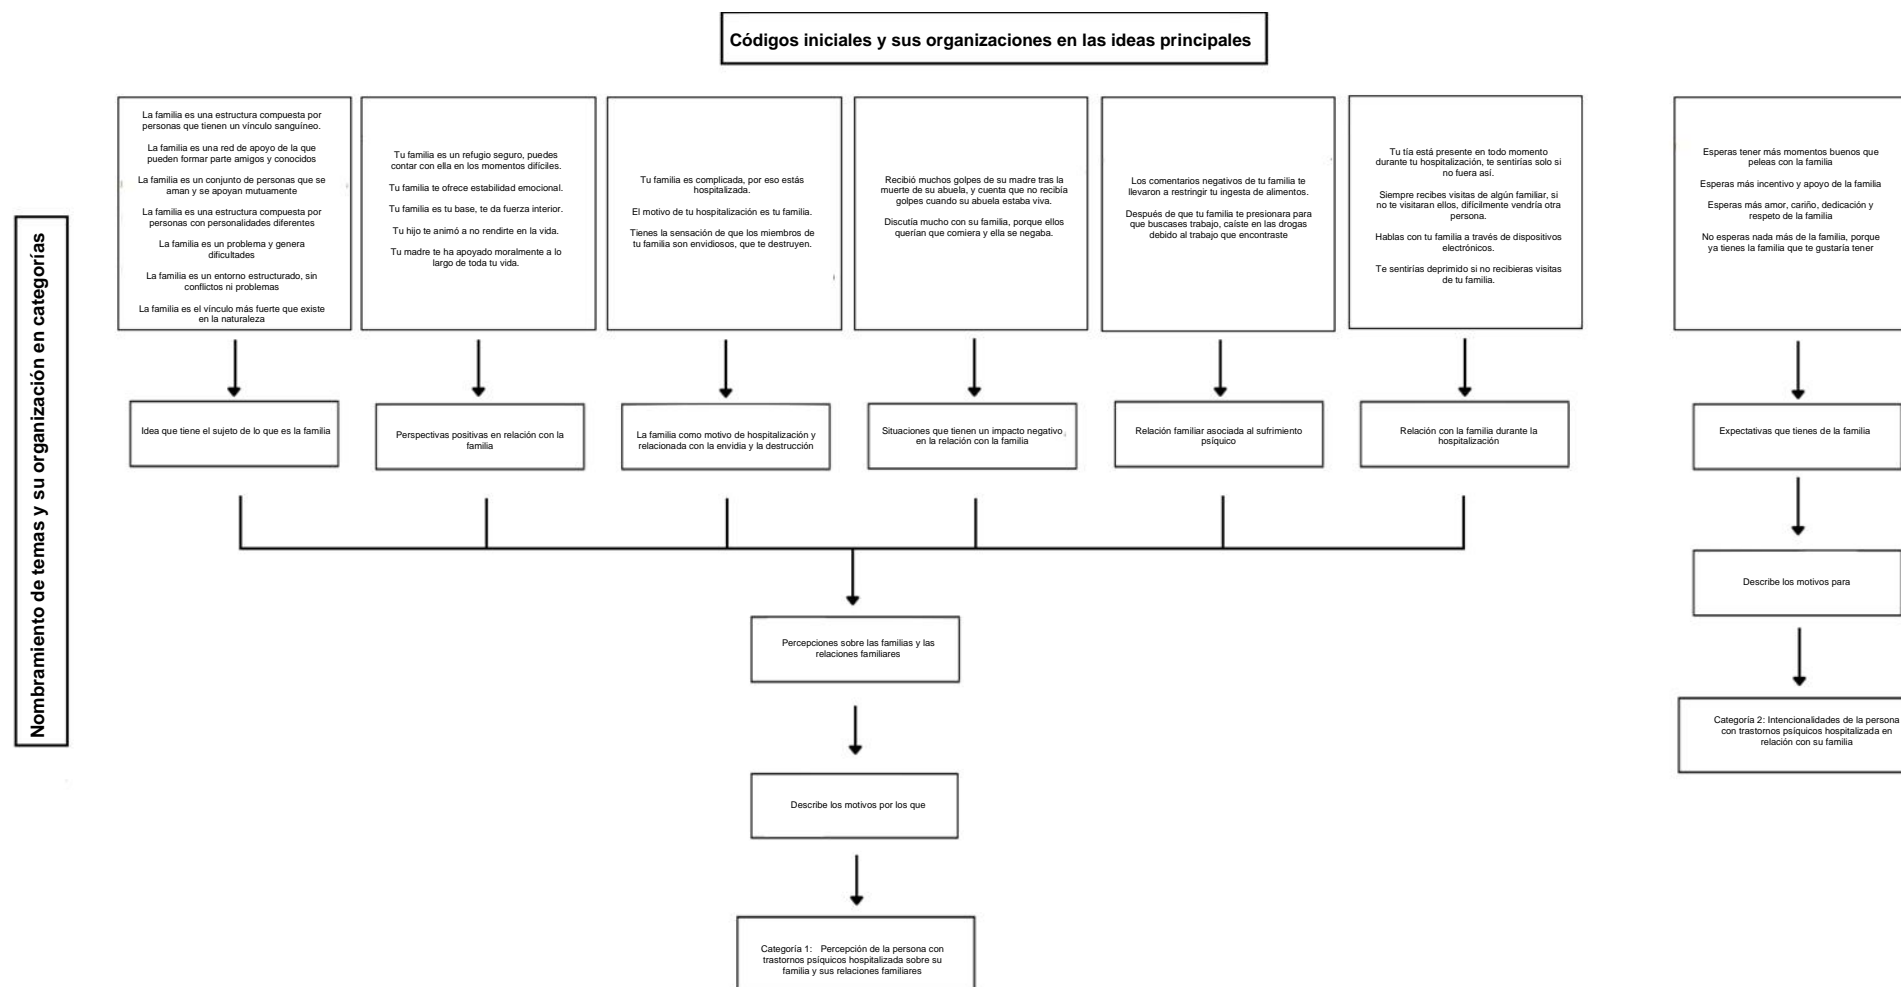 Códigos iniciales y sus organizaciones en las ideas principales
Nombramiento de temas y su organización en categorías
La familia es una estructura compuesta por
personas que tienen un vínculo sanguíneo.
La familia es una red de apoyo de la que
pueden formar parte amigos y conocidos
La familia es un conjunto de personas que se
aman y se apoyan mutuamente
La familia es una estructura compuesta por
personas con personalidades diferentes
La familia es un problema y genera
dificultades
La familia es un entorno estructurado, sin
conflictos ni problemas
La familia es el vínculo más fuerte que existe
en la naturaleza
Tu familia es un refugio seguro, puedes
contar con ella en los momentos difíciles.
Tu familia te ofrece estabilidad emocional.
Tu familia es tu base, te da fuerza interior.
Tu hijo te animó a no rendirte en la vida.
Tu madre te ha apoyado moralmente a lo
largo de toda tu vida.
Tu familia es complicada, por eso estás
hospitalizada.
El motivo de tu hospitalización es tu familia.
Tienes la sensación de que los miembros de
tu familia son envidiosos, que te destruyen.
Recibió muchos golpes de su madre tras la
muerte de su abuela, y cuenta que no recibía
golpes cuando su abuela estaba viva.
Discutía mucho con su familia, porque ellos
querían que comiera y ella se negaba.
Los comentarios negativos de tu familia te
llevaron a restringir tu ingesta de alimentos.
Después de que tu familia te presionara para
que buscases trabajo, caíste en las drogas
debido al trabajo que encontraste
Tu tía está presente en todo momento
durante tu hospitalización, te sentirías solo si
no fuera así.
Siempre recibes visitas de algún familiar, si
no te visitaran ellos, difícilmente vendría otra
persona.
Hablas con tu familia a través de dispositivos
electrónicos.
Te sentirías deprimido si no recibieras visitas
de tu familia.
Esperas tener más momentos buenos que
peleas con la familia
Esperas más incentivo y apoyo de la familia
Esperas más amor, cariño, dedicación y
respeto de la familia
No esperas nada más de la familia, porque
ya tienes la familia que te gustaría tener
Idea que tiene el sujeto de lo que es la familia
Perspectivas positivas en relación con la
familia
La familia como motivo de hospitalización y
relacionada con la envidia y la destrucción
Situaciones que tienen un impacto negativo
en la relación con la familia
Relación familiar asociada al sufrimiento
psíquico
Relación con la familia durante la
hospitalización
Expectativas que tienes de la familia
Percepciones sobre las familias y las
relaciones familiares
Describe los motivos para
Describe los motivos por los que
Categoría 2: Intencionalidades de la persona
con trastornos psíquicos hospitalizada en
relación con su familia
Categoría 1: Percepción de la persona con
trastornos psíquicos hospitalizada sobre su
familia y sus relaciones familiares